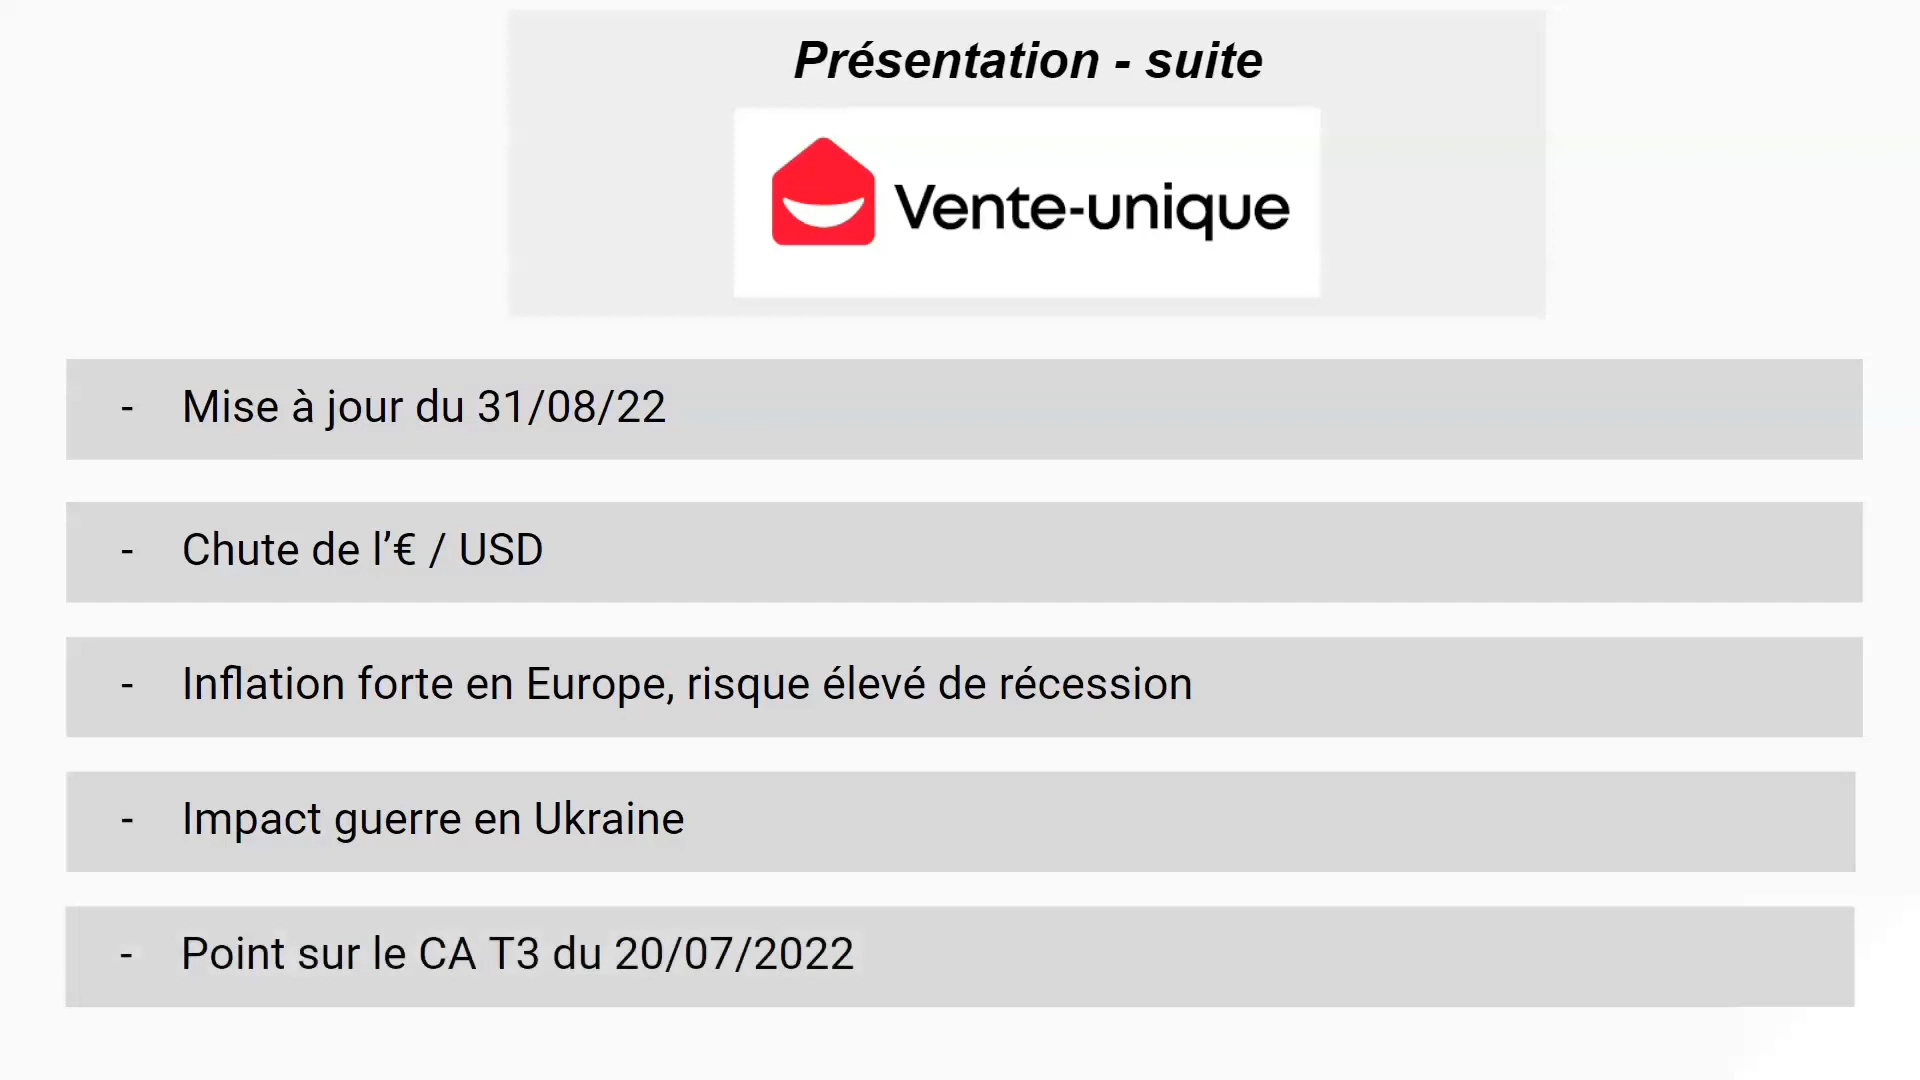 Présentation - suite
Vente-unique
- Mise à jour du 31/08/22
- Chute de l’€ / USD
- Inflation forte en Europe, risque élevé de récession
- Impact guerre en Ukraine
- Point sur le CA T3 du 20/07/2022